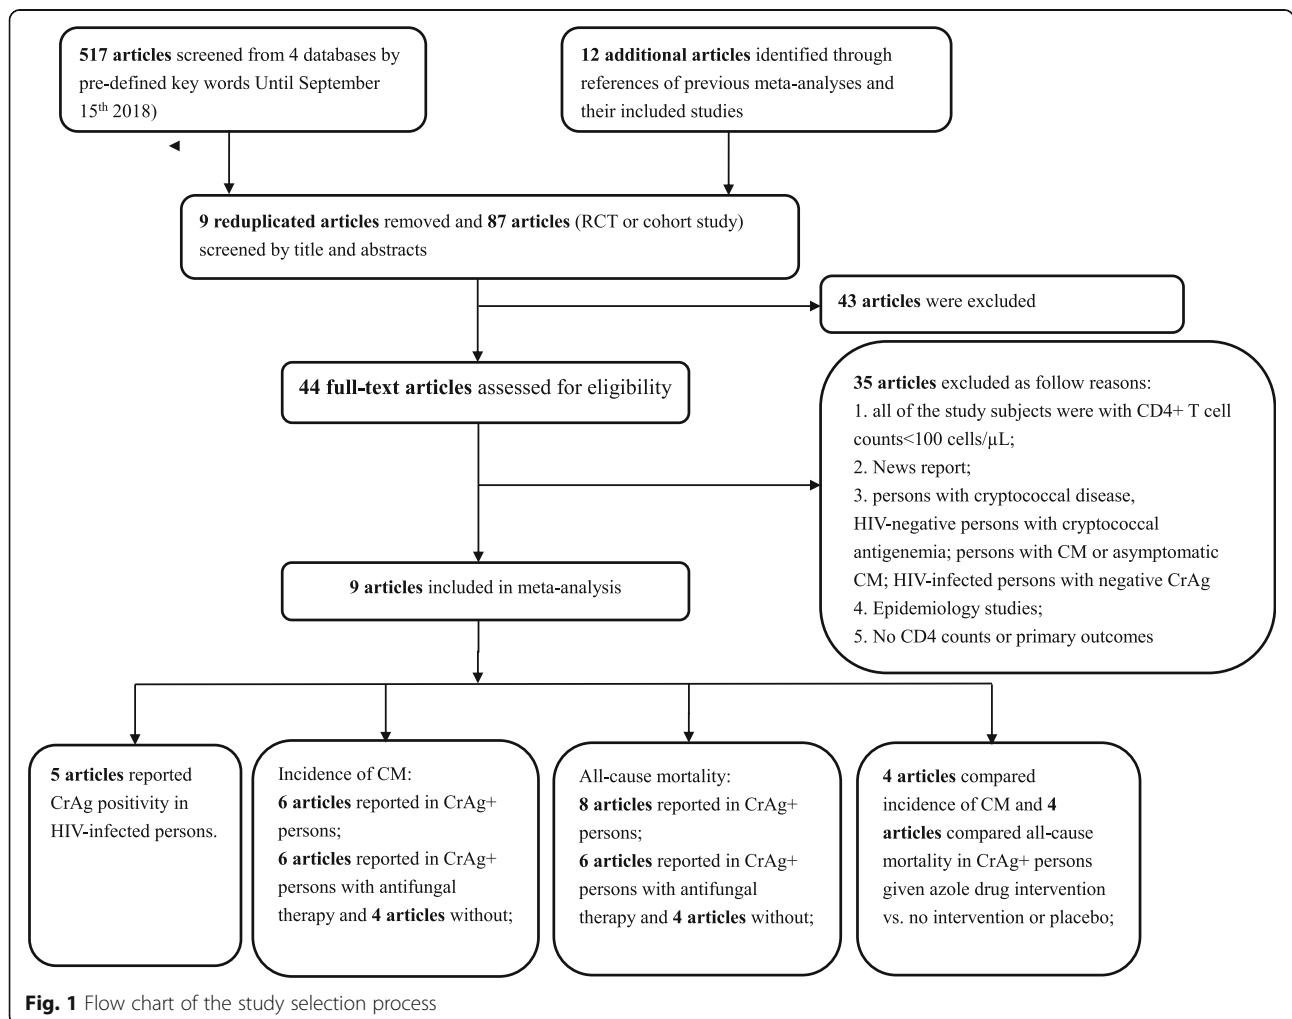 517 articles screened from 4 databases by
pre-defined key words Until September
15th 2018)
12 additional articles identified through
references of previous meta-analyses and
their included studies
9 reduplicated articles removed and 87 articles (RCT or cohort study)
screened by title and abstracts
43 articles were excluded
44 full-text articles assessed for eligibility
35 articles excluded as follow reasons:
1. all of the study subjects were with CD4+ T cell
counts<100 cells/μL;
2. News report;
3. persons with cryptococcal disease,
HIV-negative persons with cryptococcal
antigenemia; persons with CM or asymptomatic
CM; HIV-infected persons with negative CrAg
4. Epidemiology studies;
5. No CD4 counts or primary outcomes
9 articles included in meta-analysis
5 articles reported
CrAg positivity in
HIV-infected persons.
Incidence of CM:
6 articles reported in CrAg+
persons;
6 articles reported in CrAg+
persons with antifungal
therapy and 4 articles without;
All-cause mortality:
8 articles reported in CrAg+
persons;
6 articles reported in CrAg+
persons with antifungal
therapy and 4 articles without;
4 articles compared
incidence of CM and 4
articles compared all-cause
mortality in CrAg+ persons
given azole drug intervention
vs. no intervention or placebo;
Fig. 1 Flow chart of the study selection process